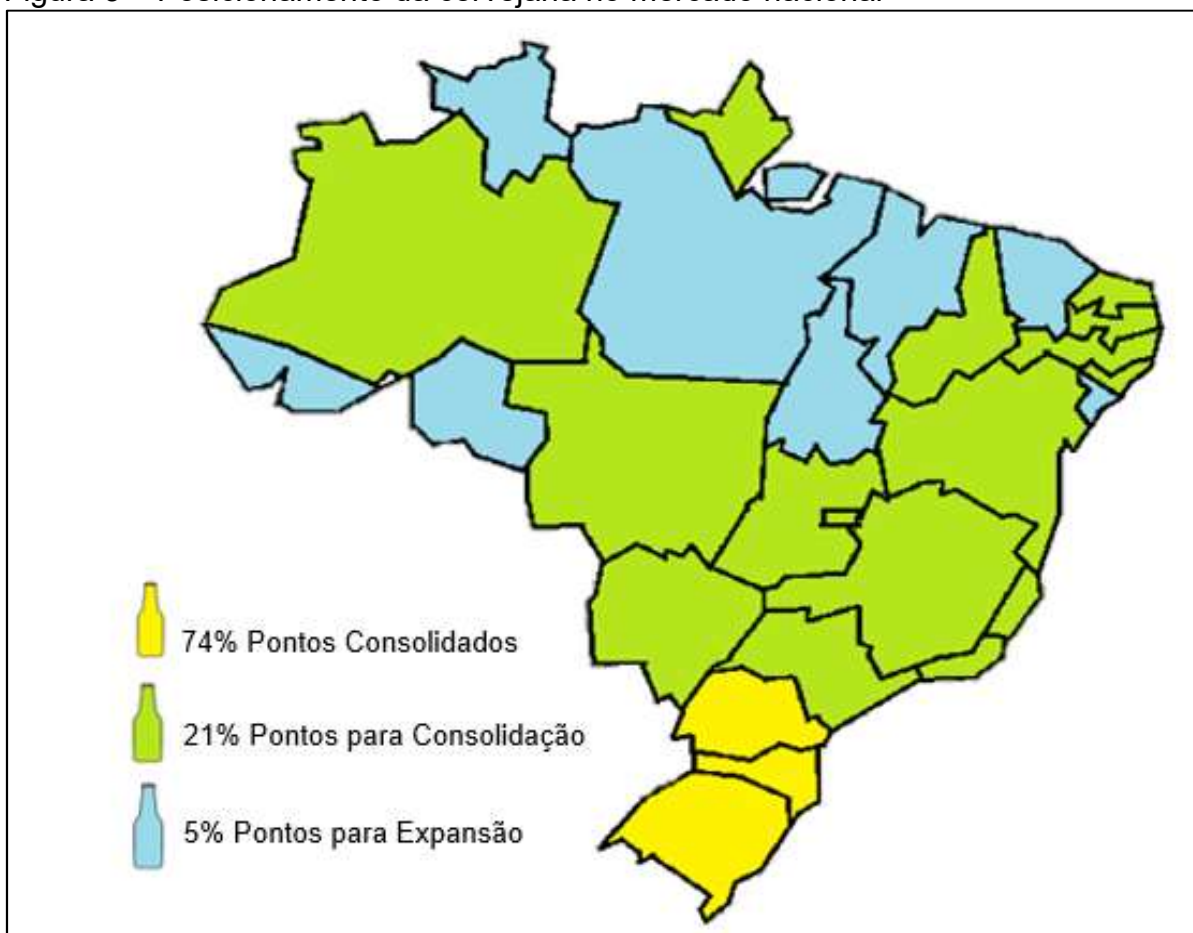 74% Pontos Consolidados
21% Pontos para Consolidação
5% Pontos para Expansão